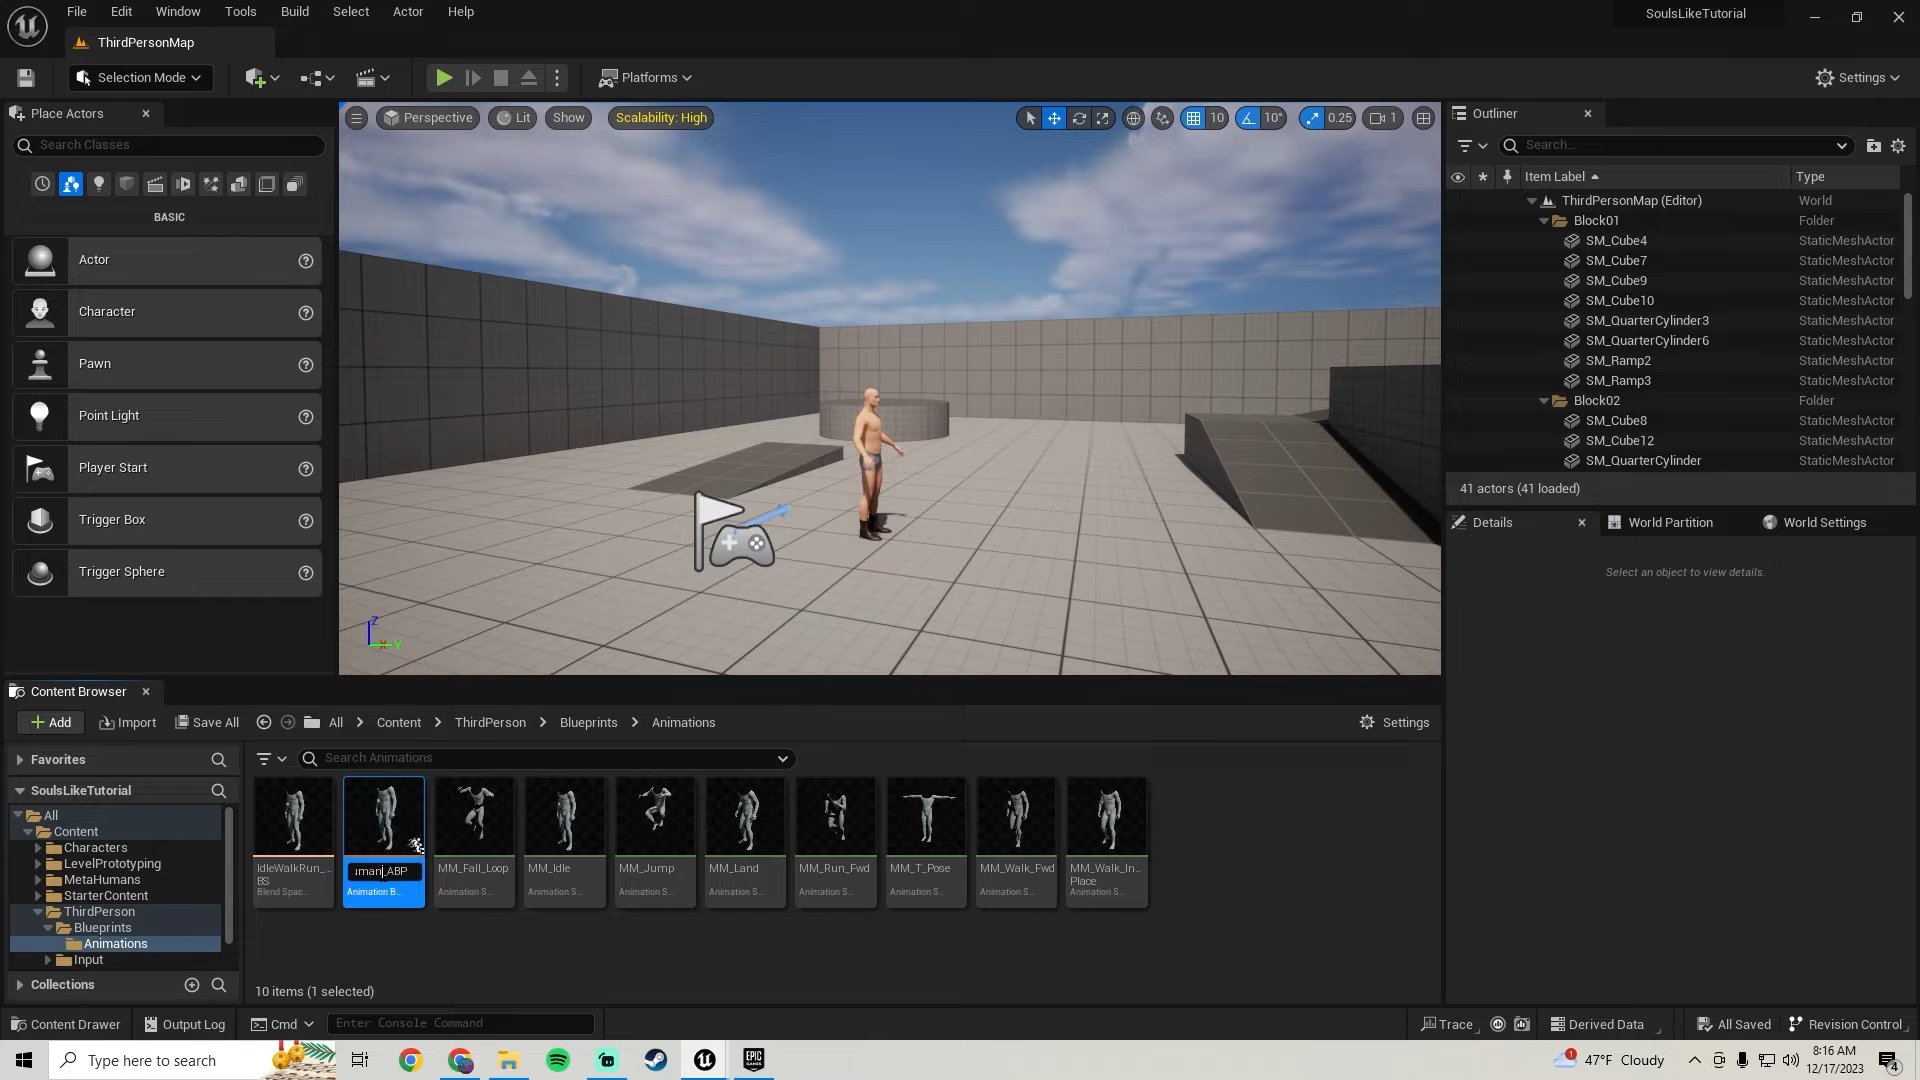 File Edit Window Tools Build Select Actor Help
SoulsLikeTutorial
ThirdPersonMap
Selection Mode
Platforms
Settings
Place Actors
Search Classes
BASIC
Actor
Character
Pawn
Point Light
Player Start
Trigger Box
Trigger Sphere
Perspective Lit Show Scalability: High
10 10° 0.25 1
Z
X Y
Outliner
Search...
Item Label Type
ThirdPersonMap (Editor) World
Block01 Folder
SM_Cube4 StaticMeshActor
SM_Cube7 StaticMeshActor
SM_Cube9 StaticMeshActor
SM_Cube10 StaticMeshActor
SM_QuarterCylinder3 StaticMeshActor
SM_QuarterCylinder6 StaticMeshActor
SM_Ramp2 StaticMeshActor
SM_Ramp3 StaticMeshActor
Block02 Folder
SM_Cube8 StaticMeshActor
SM_Cube12 StaticMeshActor
SM_QuarterCylinder StaticMeshActor
41 actors (41 loaded)
Details World Partition World Settings
Select an object to view details.
Content Browser
Add Import Save All All Content ThirdPerson Blueprints Animations Settings
Favorites
SoulsLikeTutorial
All
Content
Characters
LevelPrototyping
MetaHumans
StarterContent
ThirdPerson
Blueprints
Animations
Input
Collections
Search Animations
IdleWalkRun_...
BS
Blend Spac...
uman_ABP
Animation B...
MM_Fall_Loop
Animation S...
MM_Idle
Animation S...
MM_Jump
Animation S...
MM_Land
Animation S...
MM_Run_Fwd
Animation S...
MM_T_Pose
Animation S...
MM_Walk_Fwd
Animation S...
MM_Walk_In...
Place
Animation S...
10 items (1 selected)
Content Drawer Output Log Cmd Enter Console Command
Trace Derived Data All Saved Revision Control
Type here to search
EPIC
GAMES
1
47°F Cloudy
8:16 AM
12/17/2023
4